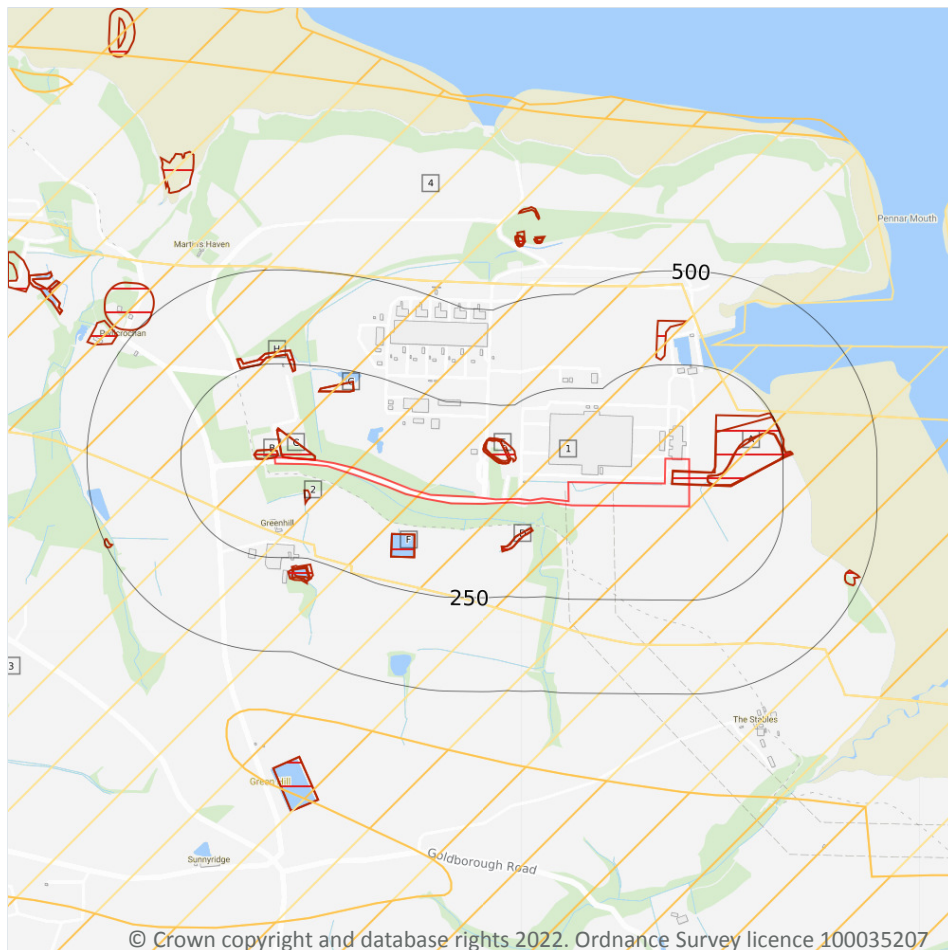 4
Pennar Mouth
Martins Haven
500
H
G
B
C
1
A
2
Greenhill
F
D
250
3
The Stables
Green Hill
Sunnyridge
Goldborough Road
© Crown copyright and database rights 2022. Ordnance Survey licence 100035207